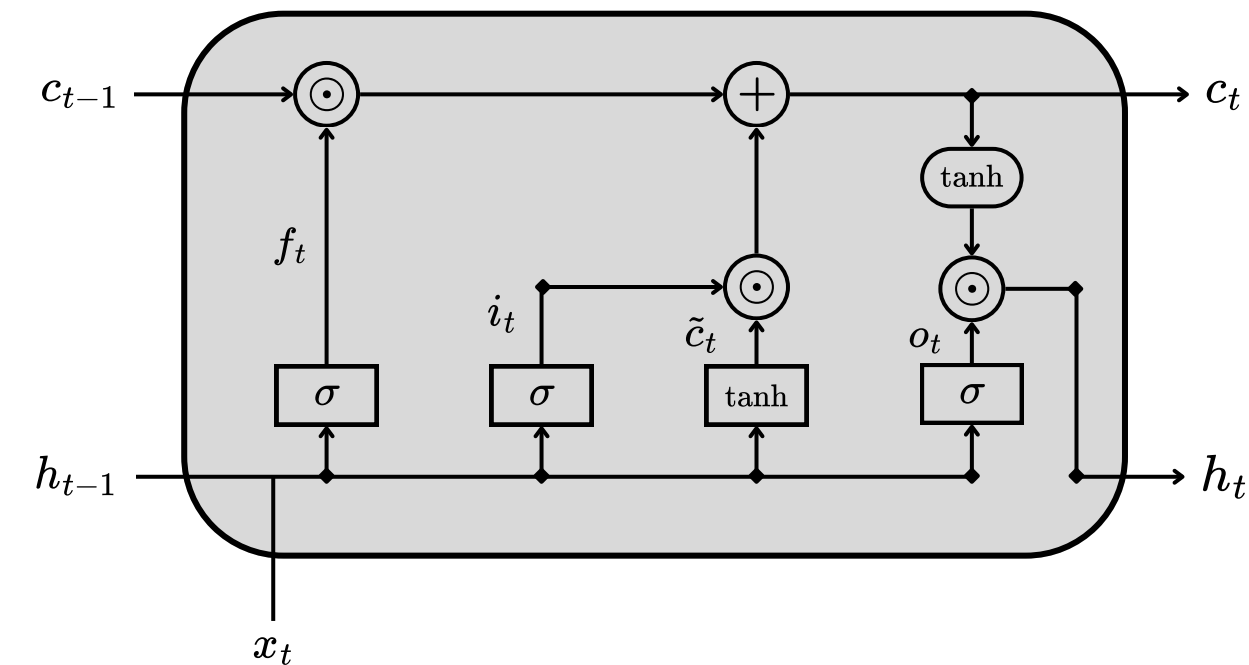 c_{t-1}
⊙
+
c_t
tanh
f_t
i_t
⊙
c̃_t
⊙
o_t
σ
σ
tanh
σ
h_{t-1}
h_t
x_t